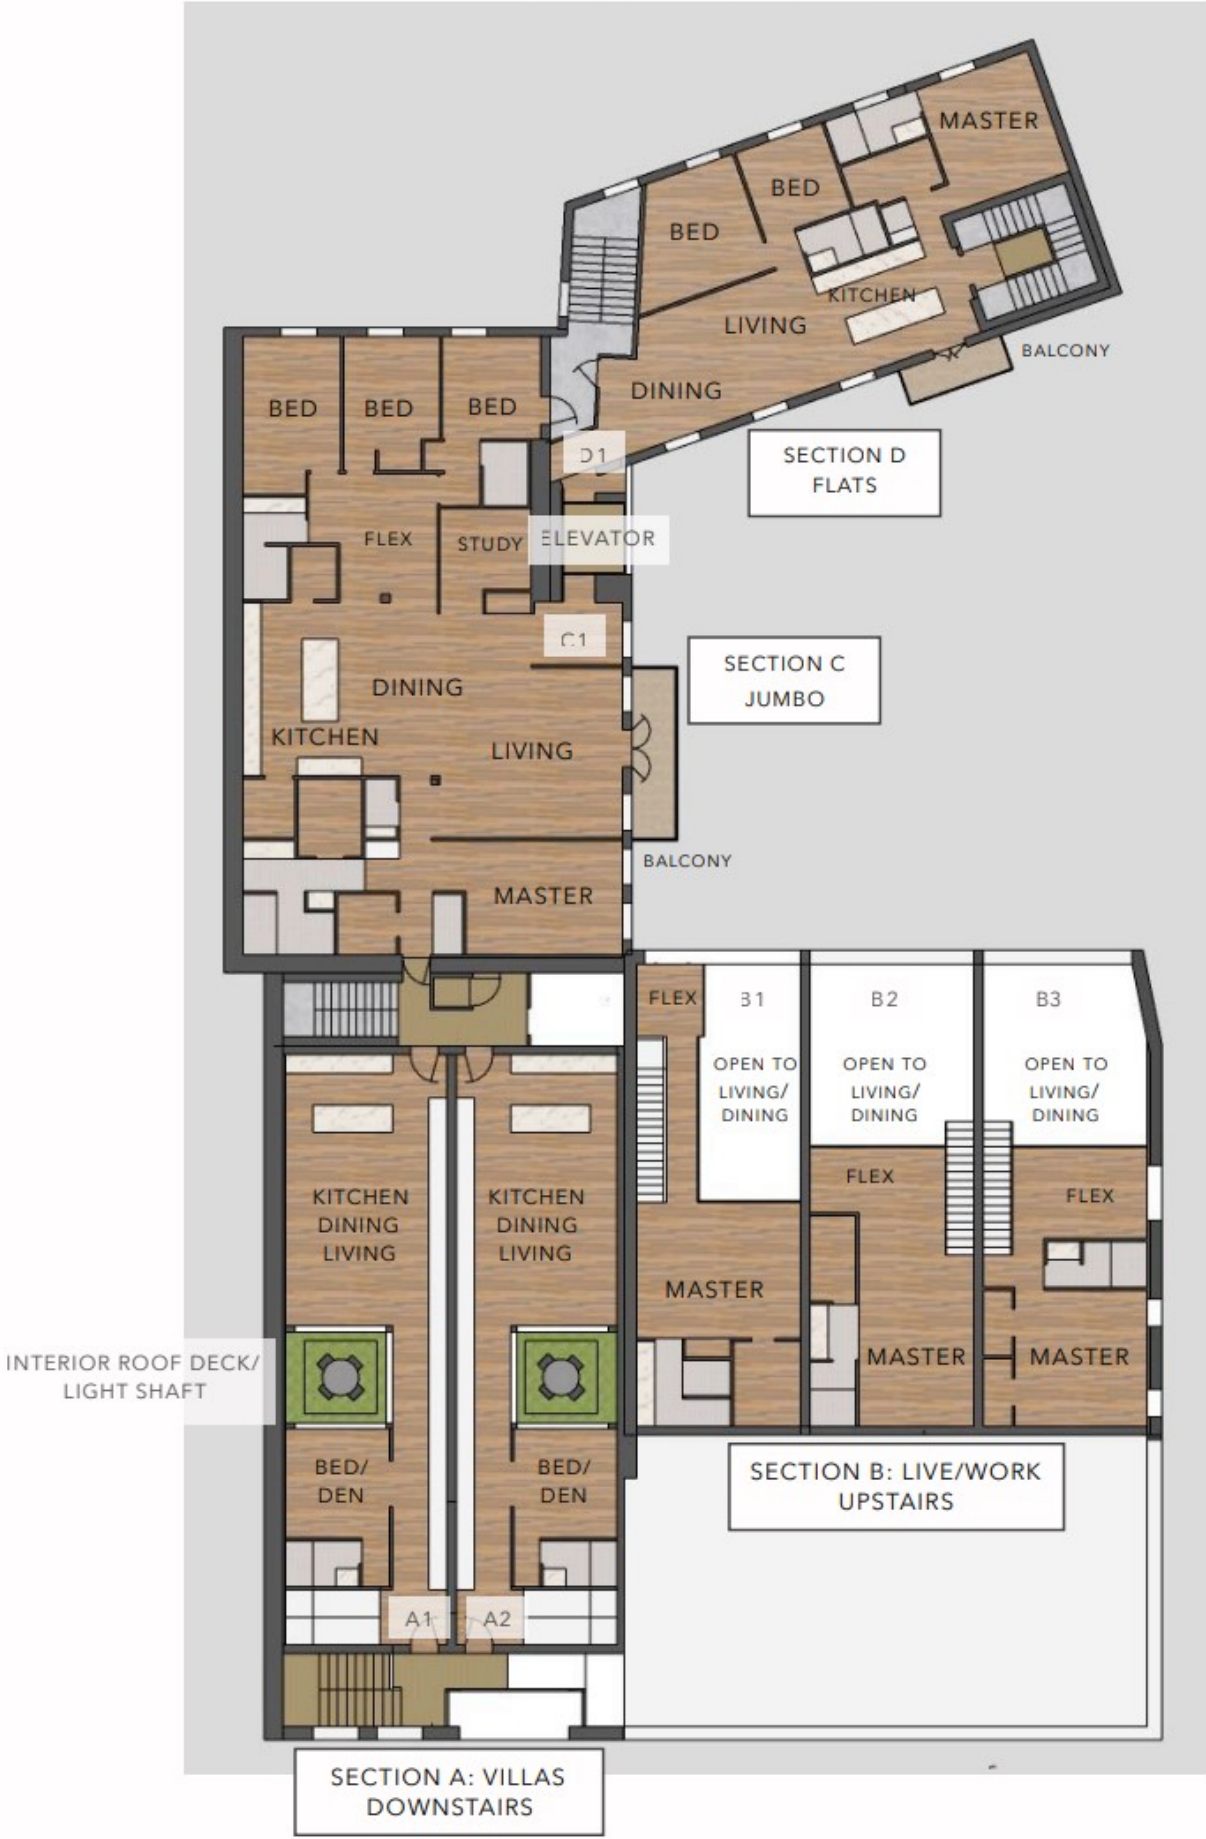 MASTER
BED
BED
KITCHEN
LIVING
BALCONY
DINING
SECTION D
FLATS
BED
BED
BED
D1
FLEX
STUDY
ELEVATOR
C1
SECTION C
JUMBO
DINING
KITCHEN
LIVING
BALCONY
MASTER
FLEX
B1
B2
B3
OPEN TO
LIVING/
DINING
OPEN TO
LIVING/
DINING
OPEN TO
LIVING/
DINING
FLEX
FLEX
KITCHEN
DINING
LIVING
KITCHEN
DINING
LIVING
MASTER
MASTER
MASTER
INTERIOR ROOF DECK/
LIGHT SHAFT
BED/
DEN
BED/
DEN
SECTION B: LIVE/WORK
UPSTAIRS
A1
A2
SECTION A: VILLAS
DOWNSTAIRS